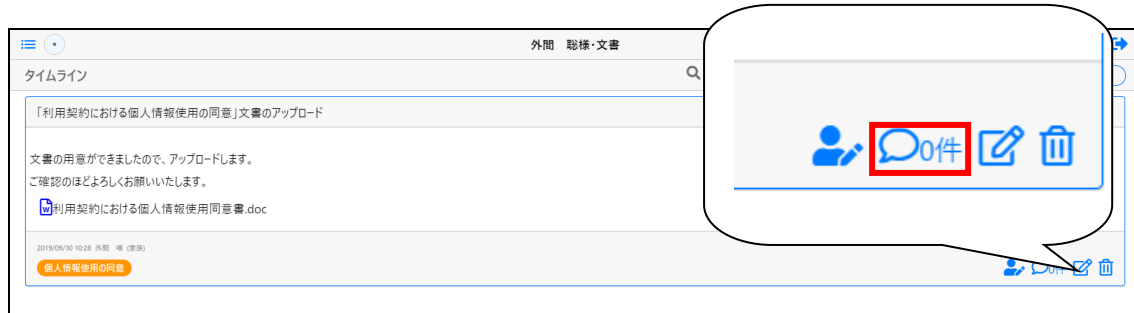 外間 聡様・文書
タイムライン
「利用契約における個人情報使用の同意」文書のアップロード
文書の用意ができましたので、アップロードします。
ご確認のほどよろしくお願いいたします。
利用契約における個人情報使用同意書.doc
2019/09/30 10:28 外間 唯 (家族)
個人情報使用の同意
0件
0件